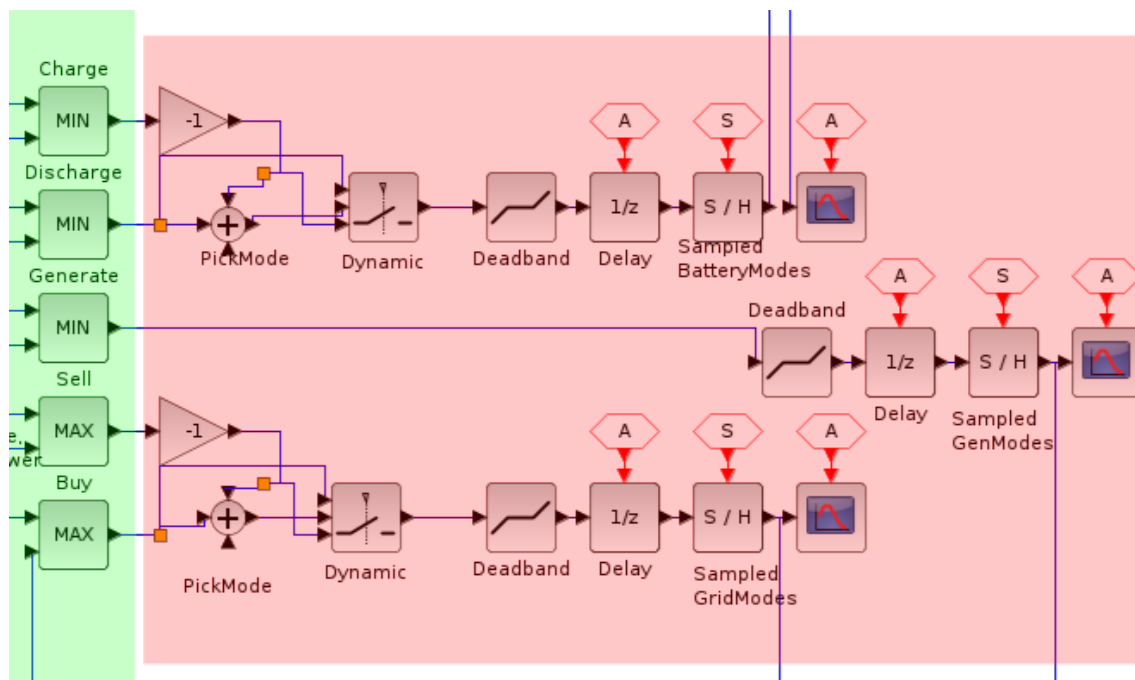 Charge
MIN
-1
A
S
A
Discharge
MIN
PickMode
Dynamic
Deadband
1/z
Delay
S / H
Sampled
BatteryModes
Generate
MIN
Deadband
A
S
A
1/z
Delay
S / H
Sampled
GenModes
Sell
MAX
-1
A
S
A
e,
wer
Buy
MAX
PickMode
Dynamic
Deadband
1/z
Delay
S / H
Sampled
GridModes